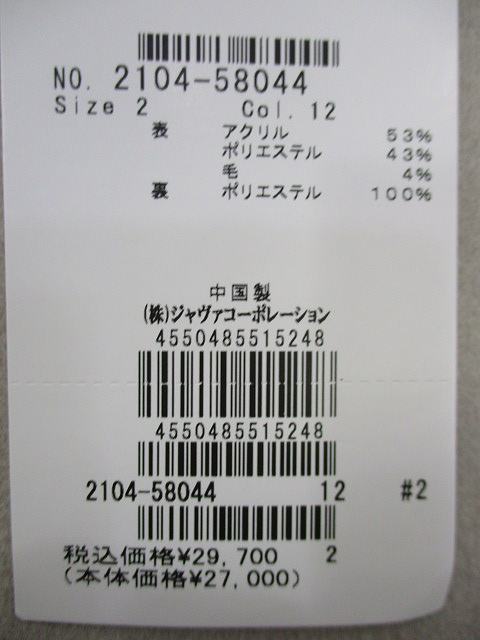 NO. 2104-58044
Size 2 Col. 12
表 アクリル 53%
ポリエステル 43%
毛 4%
裏 ポリエステル 100%
中国製
(株)ジャヴァコーポレーション
4550485515248
4550485515248
2104-58044 12 #2
税込価格¥29,700 2
(本体価格¥27,000)